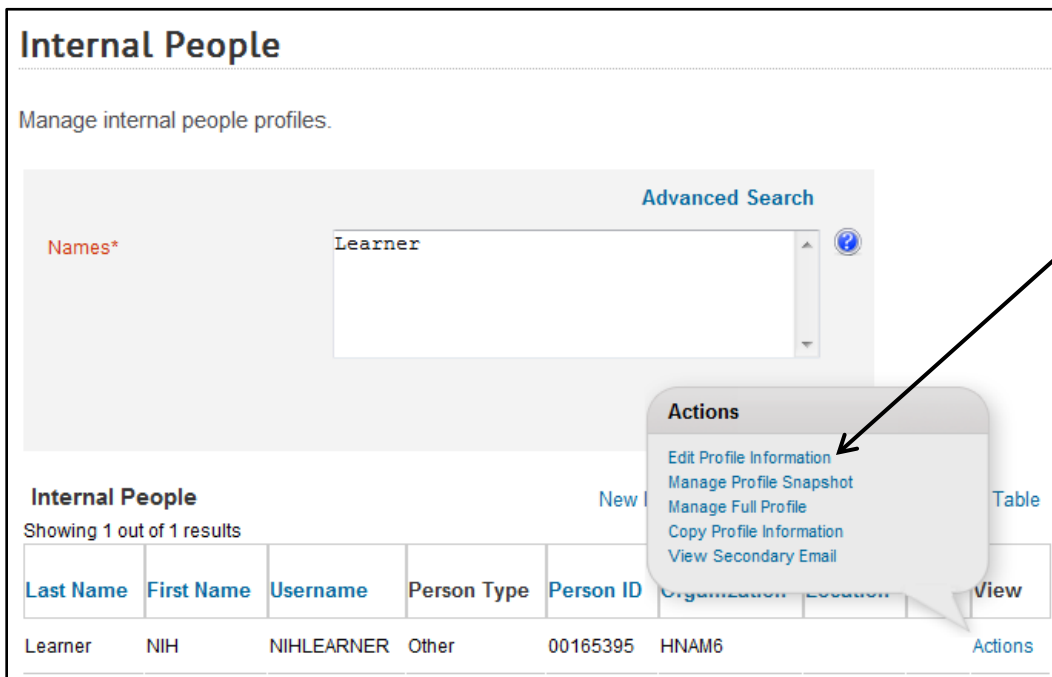 Internal People
Manage internal people profiles.
Advanced Search
Names*
Learner
Actions
Edit Profile Information
Manage Profile Snapshot
Manage Full Profile
Copy Profile Information
View Secondary Email
Internal People New Table
Showing 1 out of 1 results
Last Name First Name Username Person Type Person ID Organization Location View
Learner NIH NIHLEARNER Other 00165395 HNAM6 Actions